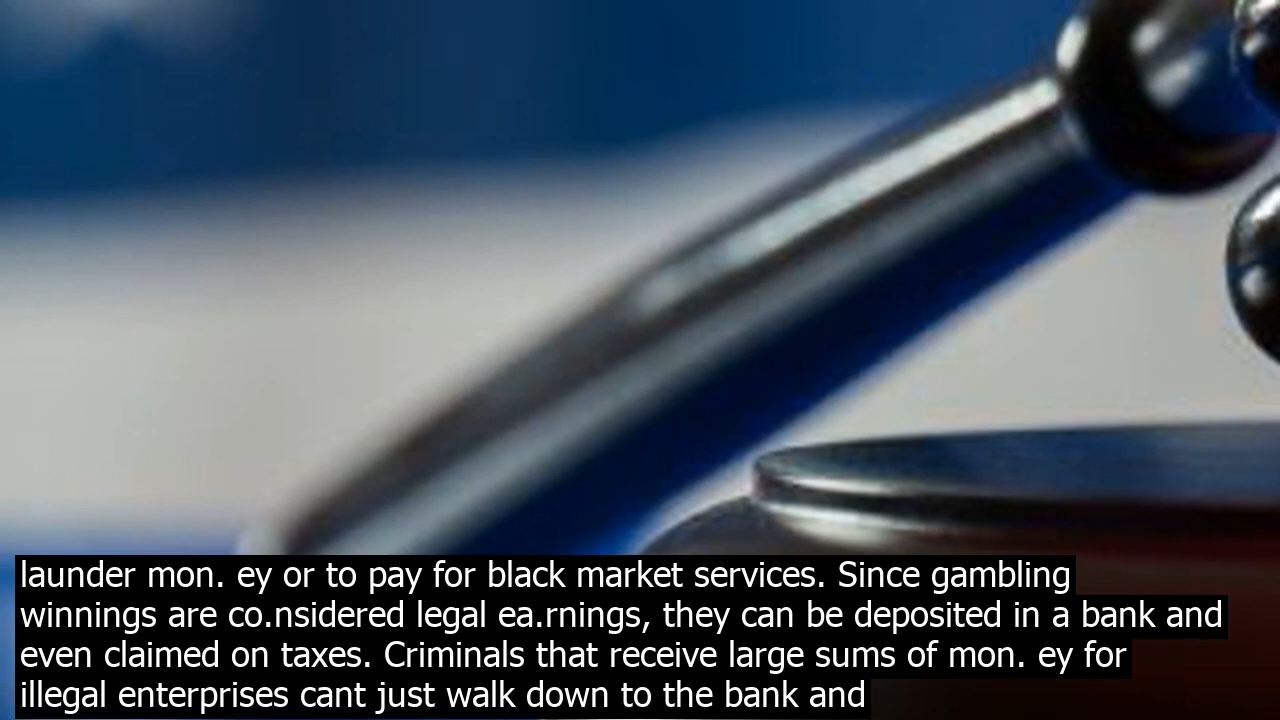 launder mon. ey or to pay for black market services. Since gambling
winnings are co.nsidered legal ea.rnings, they can be deposited in a bank and
even claimed on taxes. Criminals that receive large sums of mon. ey for
illegal enterprises cant just walk down to the bank and